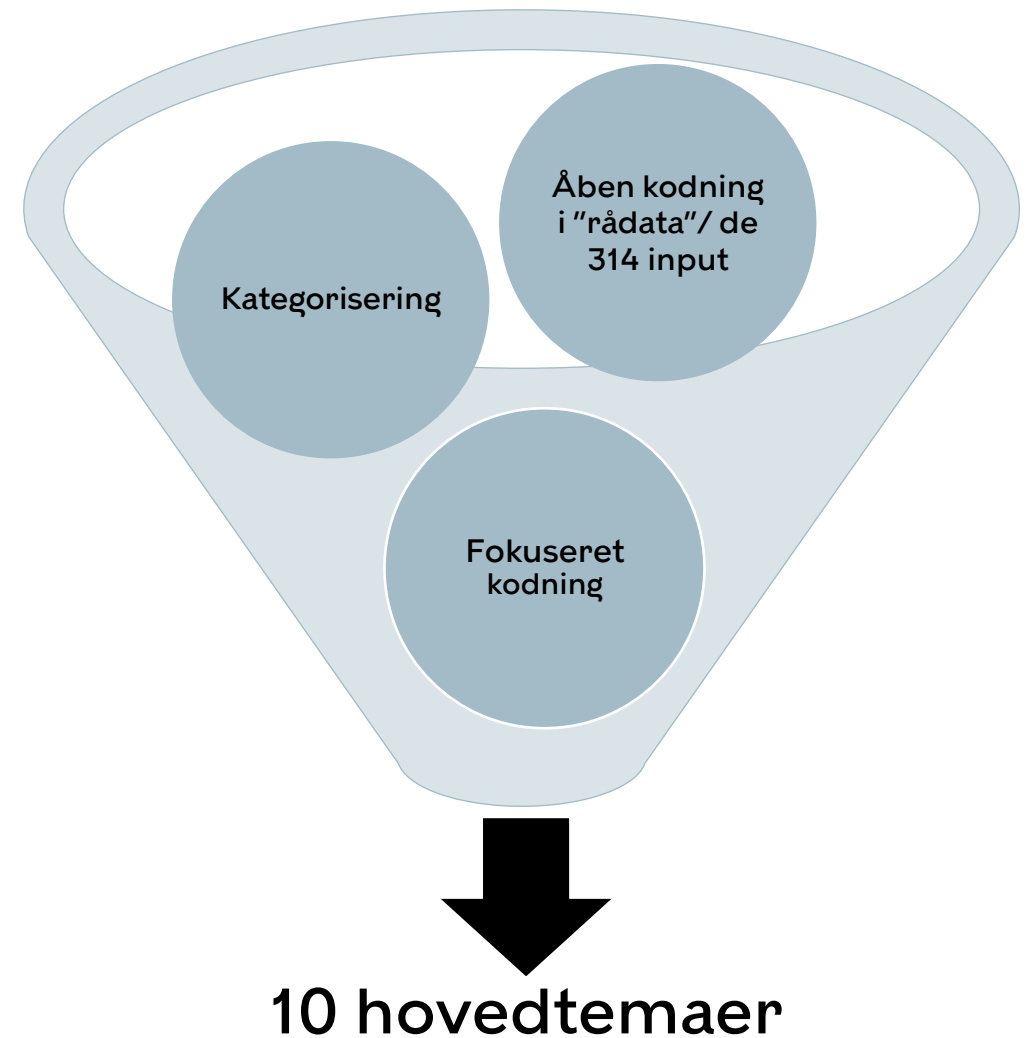 Åben kodning
i ”rådata”/ de
314 input
Kategorisering
Fokuseret
kodning
10 hovedtemaer